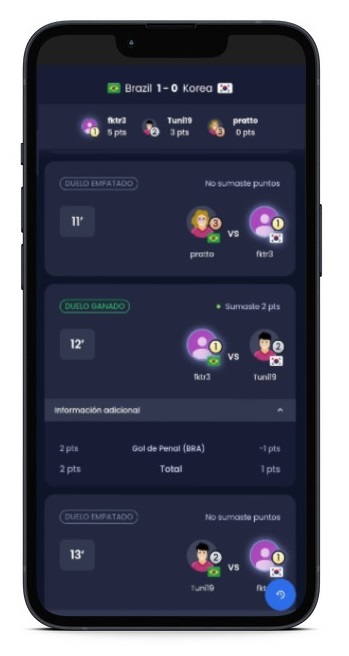 Brazil 1 - 0 Korea
fktr3 Tuni19 pratto
1 2 3
5 pts 3 pts 0 pts
DUELO EMPATADO No sumaste puntos
11'
3 vs 1
pratto fktr3
DUELO GANADO Sumaste 2 pts
12'
1 vs 2
fktr3 Tuni19
Información adicional
2 pts Gol de Penal (BRA) -1 pts
2 pts Total 1 pts
DUELO EMPATADO No sumaste puntos
13'
2 vs 1
Tuni19